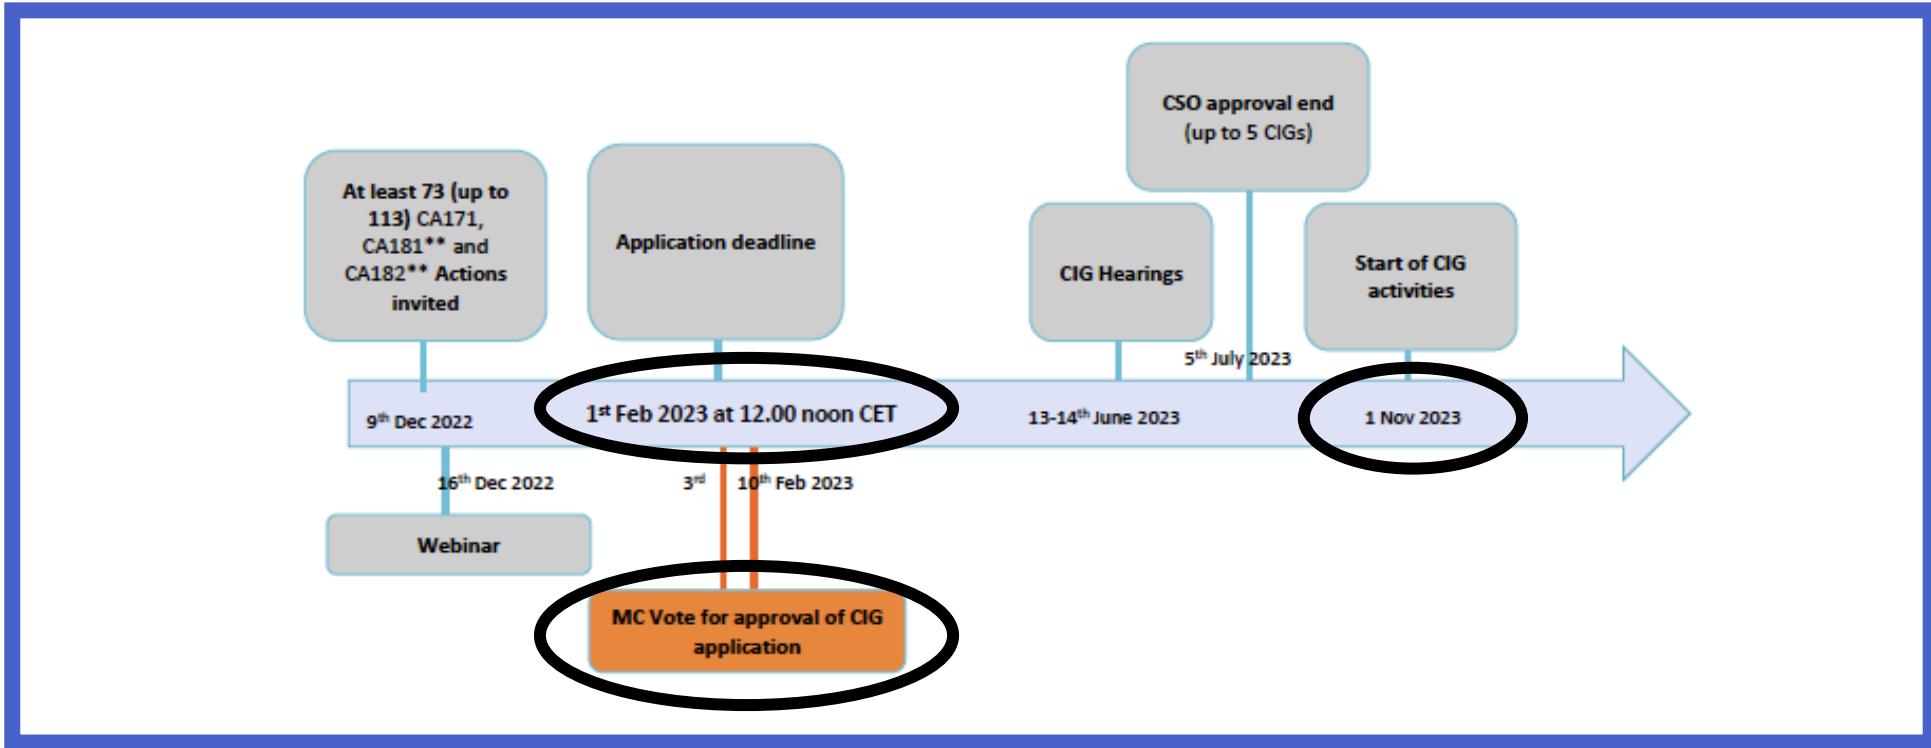 CSO approval end
(up to 5 CIGs)
At least 73 (up to
113) CA171,
CA181** and
CA182** Actions
invited
Application deadline
CIG Hearings
Start of CIG
activities
5th July 2023
9th Dec 2022
1st Feb 2023 at 12.00 noon CET
13-14th June 2023
1 Nov 2023
16th Dec 2022
3rd
10th Feb 2023
Webinar
MC Vote for approval of CIG
application